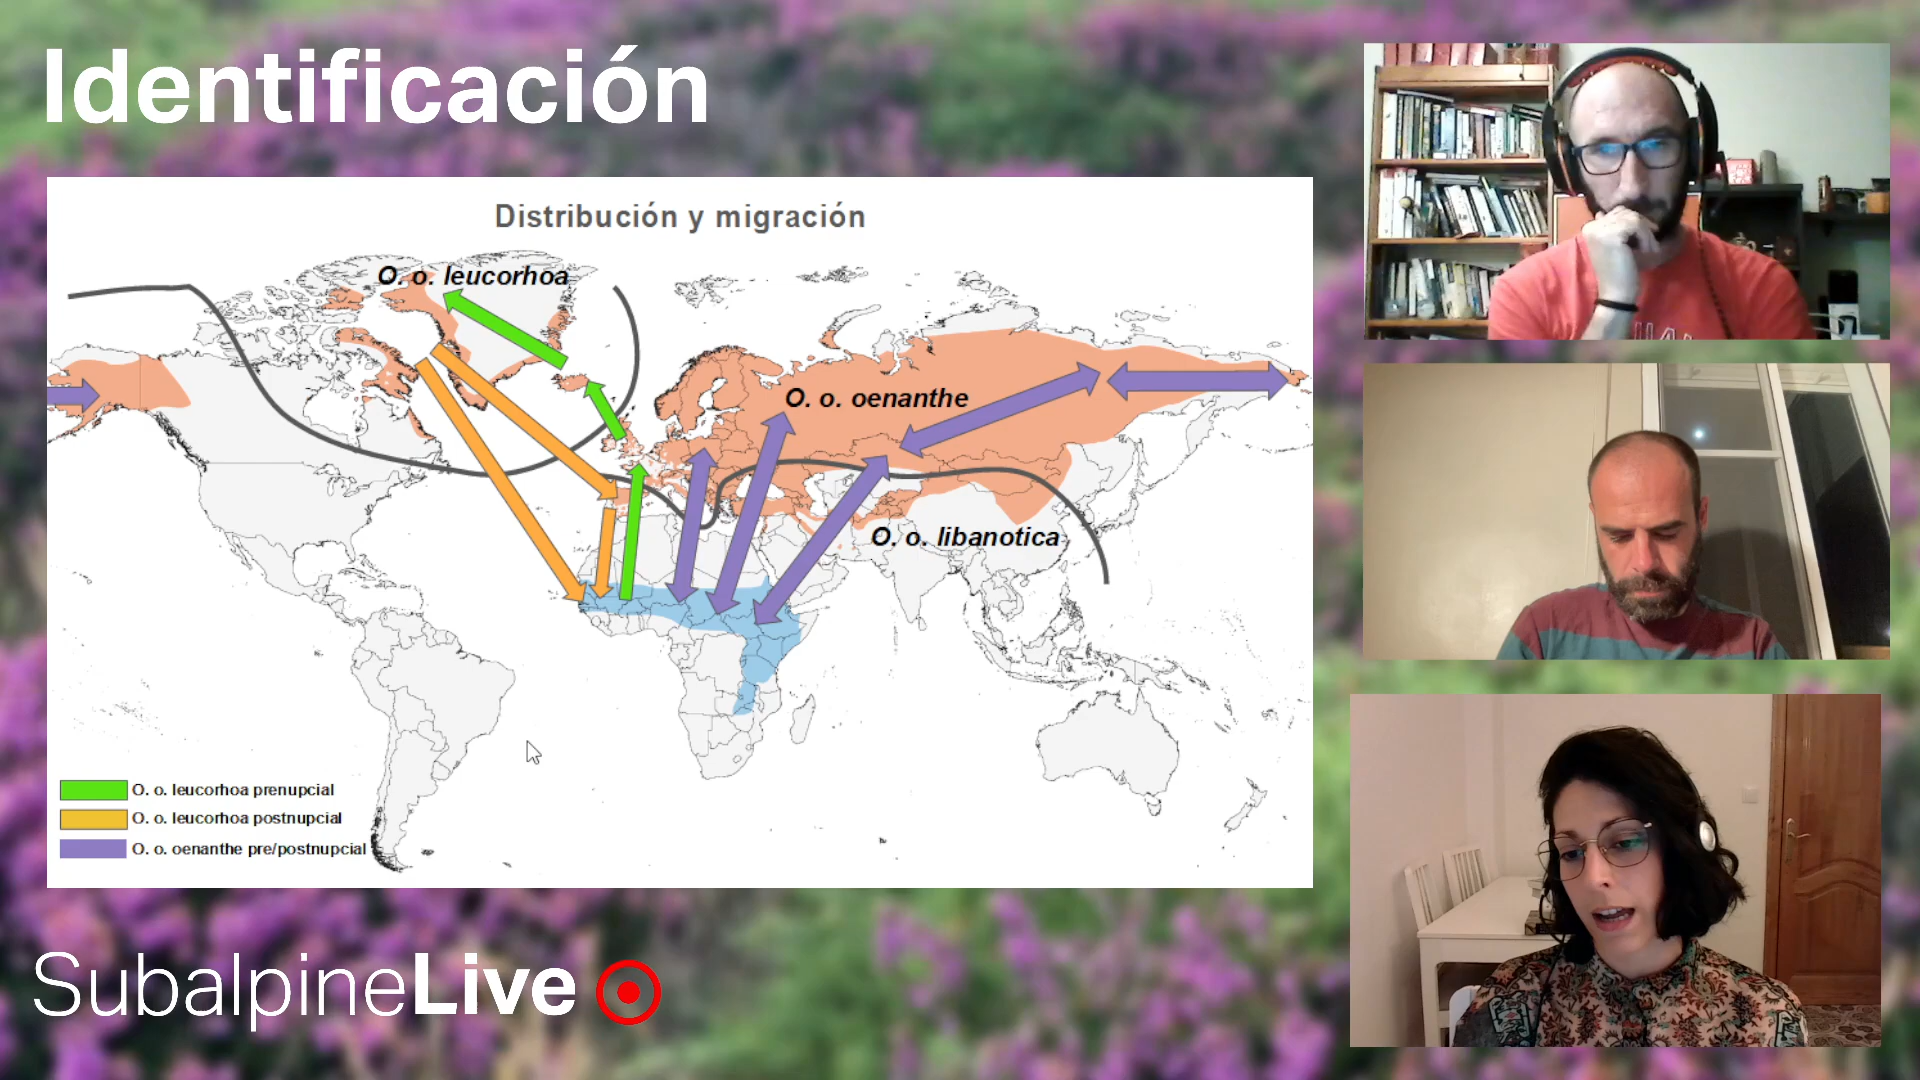 Identificación
Distribución y migración
O. o. leucorhoa
O. o. oenanthe
O. o. libanotica
O. o. leucorhoa prenupcial
O. o. leucorhoa postnupcial
O. o. oenanthe pre/postnupcial
SubalpineLive